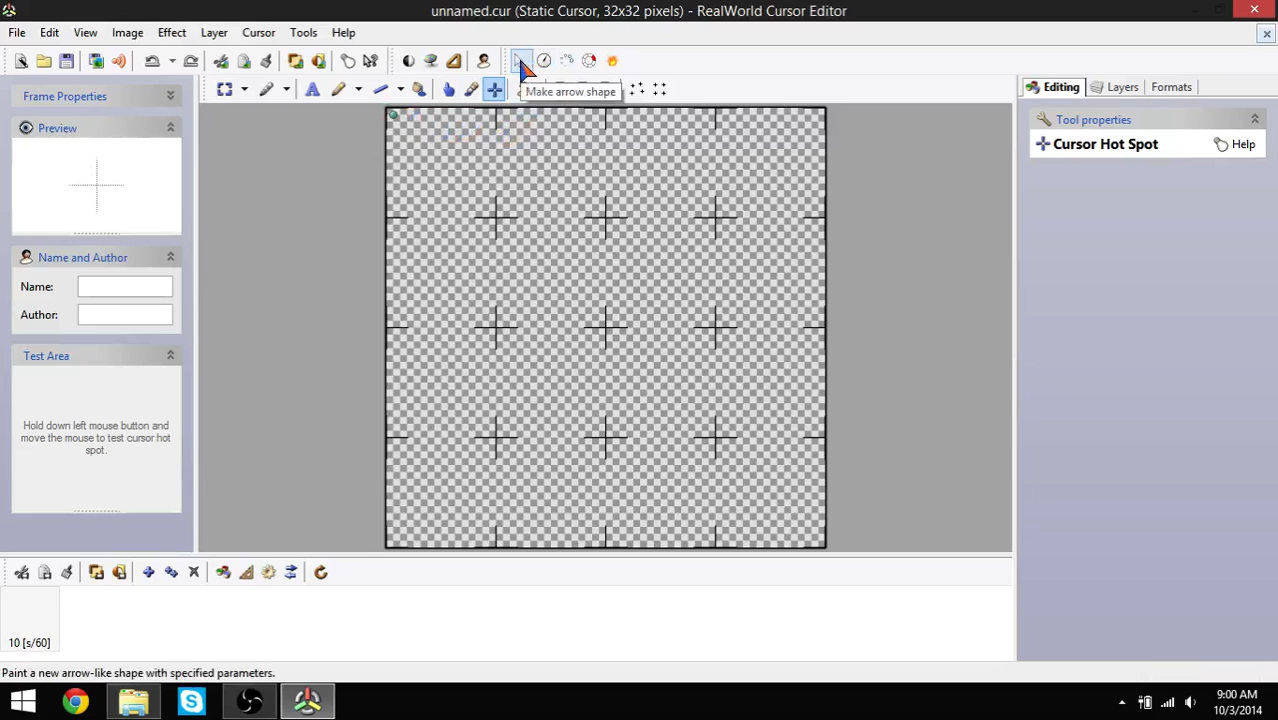 unnamed.cur (Static Cursor, 32x32 pixels) - RealWorld Cursor Editor
File Edit View Image Effect Layer Cursor Tools Help
Make arrow shape
Frame Properties
Preview
Name and Author
Name:
Author:
Test Area
Hold down left mouse button and
move the mouse to test cursor hot
spot.
Editing Layers Formats
Tool properties
Cursor Hot Spot Help
10 [s/60]
Paint a new arrow-like shape with specified parameters.
9:00 AM
10/3/2014